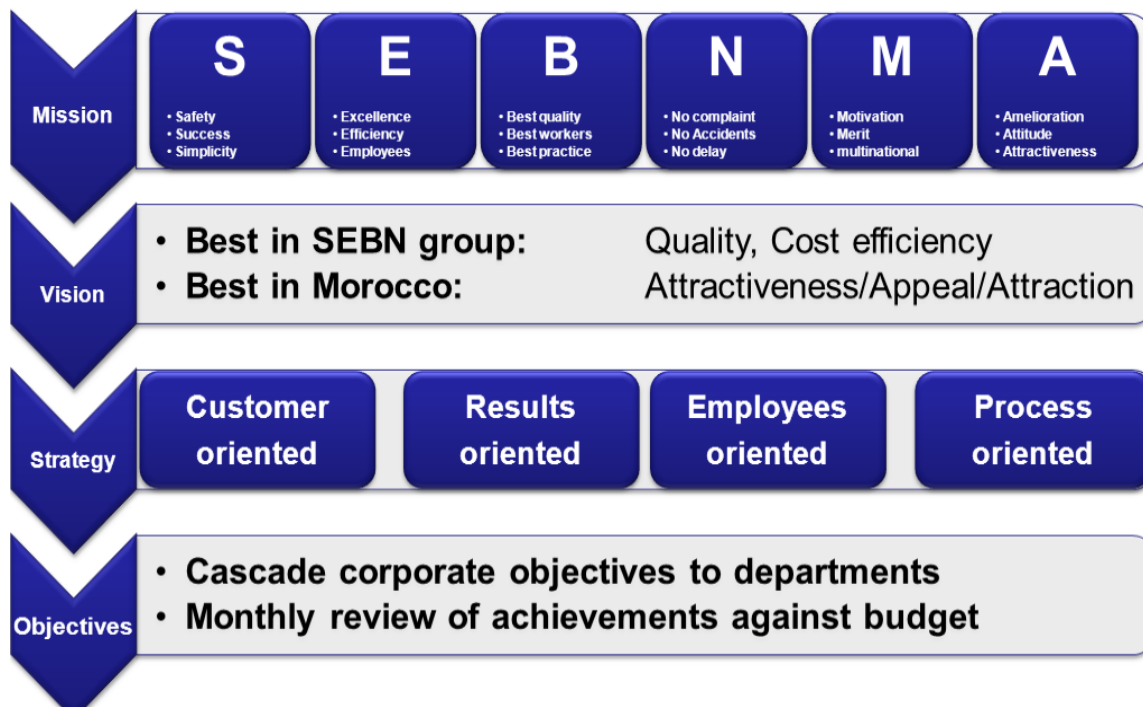 Mission
S
• Safety
• Success
• Simplicity
E
• Excellence
• Efficiency
• Employees
B
• Best quality
• Best workers
• Best practice
N
• No complaint
• No Accidents
• No delay
M
• Motivation
• Merit
• multinational
A
• Amelioration
• Attitude
• Attractiveness
Vision
• Best in SEBN group: Quality, Cost efficiency
• Best in Morocco: Attractiveness/Appeal/Attraction
Strategy
Customer
oriented
Results
oriented
Employees
oriented
Process
oriented
Objectives
• Cascade corporate objectives to departments
• Monthly review of achievements against budget